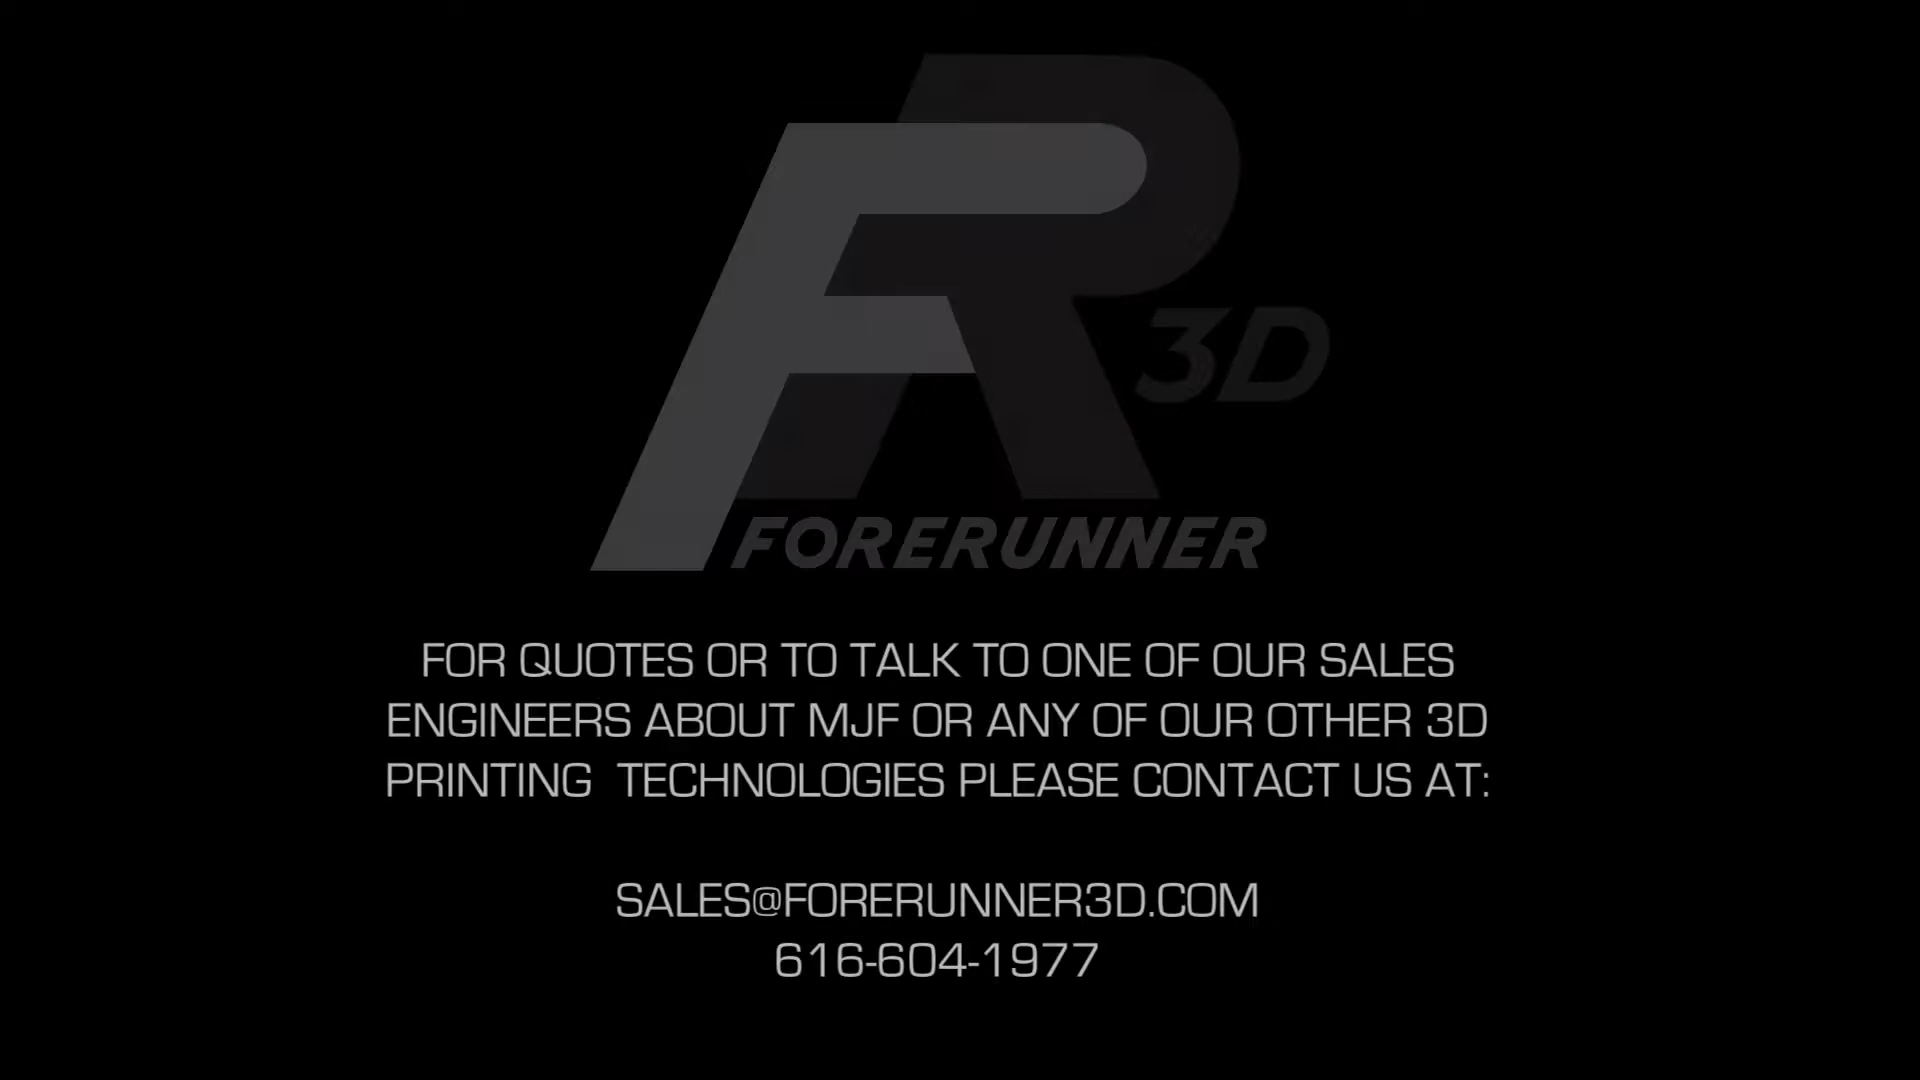 FR
3D
FORERUNNER
FOR QUOTES OR TO TALK TO ONE OF OUR SALES
ENGINEERS ABOUT MJF OR ANY OF OUR OTHER 3D
PRINTING  TECHNOLOGIES PLEASE CONTACT US AT:
SALES@FORERUNNER3D.COM
616-604-1977